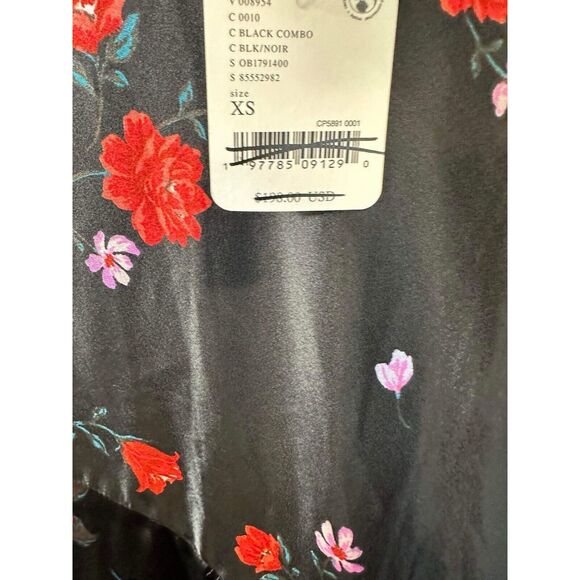 V 008954
C 0010
C BLACK COMBO
C BLK/NOIR
S OB1791400
S 85552982
size
XS
CP5891 0001
1 97785 09129 0
$198.00 USD